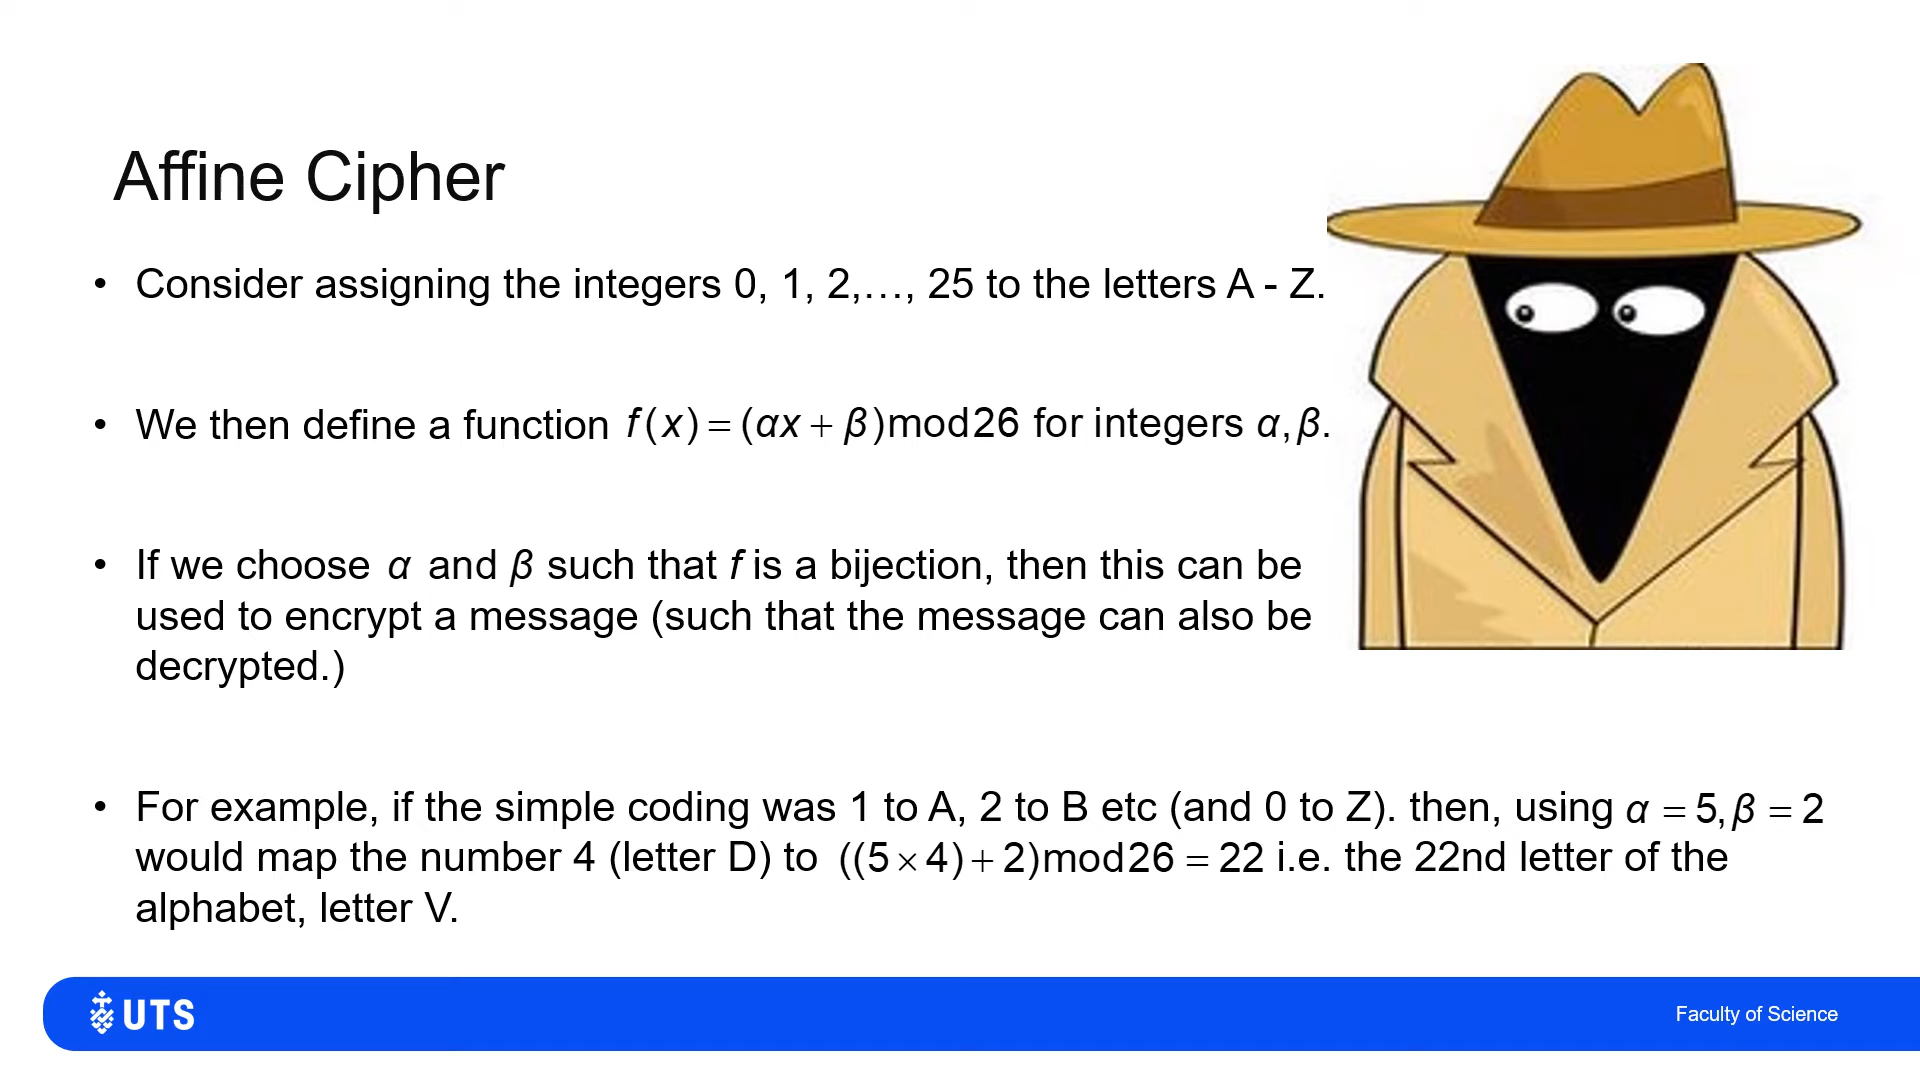 Affine Cipher
• Consider assigning the integers 0, 1, 2,…, 25 to the letters A - Z.
• We then define a function f(x) = (αx + β)mod26 for integers α,β.
• If we choose α and β such that f is a bijection, then this can be
used to encrypt a message (such that the message can also be
decrypted.)
• For example, if the simple coding was 1 to A, 2 to B etc (and 0 to Z). then, using α = 5,β = 2
would map the number 4 (letter D) to ((5 × 4) + 2)mod26 = 22 i.e. the 22nd letter of the
alphabet, letter V.
UTS
Faculty of Science